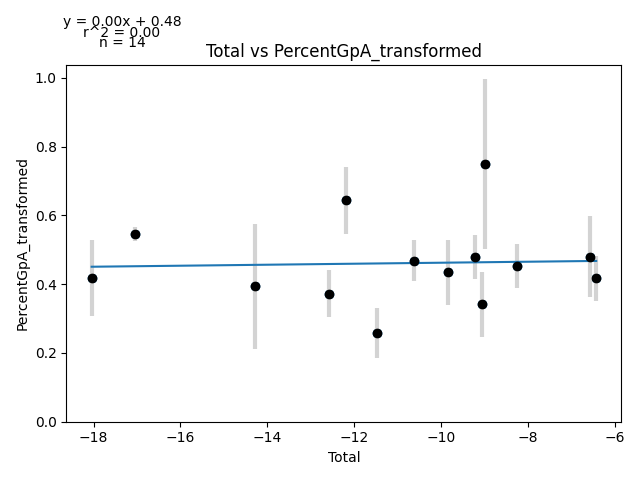 y = 0.00x + 0.48
r^2 = 0.00
n = 14
Total vs PercentGpA_transformed
PercentGpA_transformed
1.0
0.8
0.6
0.4
0.2
0.0
−18
−16
−14
−12
−10
−8
−6
Total